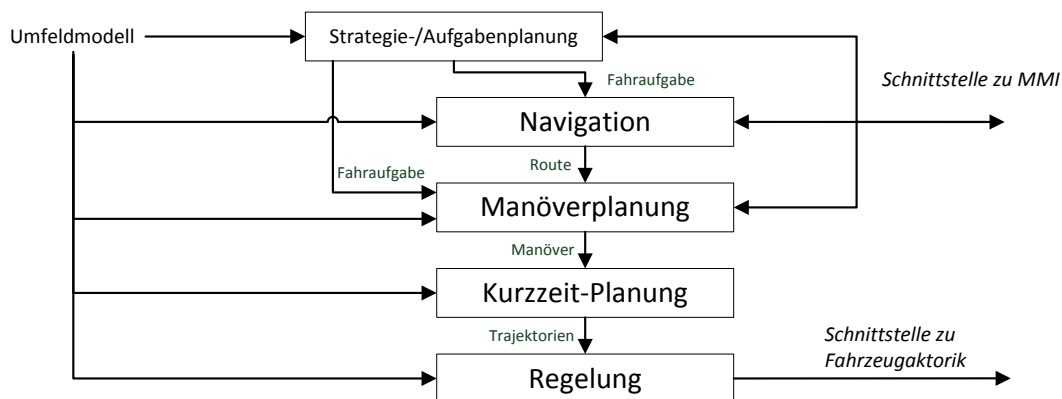 Umfeldmodell
Strategie-/Aufgabenplanung
Fahraufgabe
Schnittstelle zu MMI
Navigation
Route
Fahraufgabe
Manöverplanung
Manöver
Kurzzeit-Planung
Trajektorien
Schnittstelle zu
Fahrzeugaktorik
Regelung